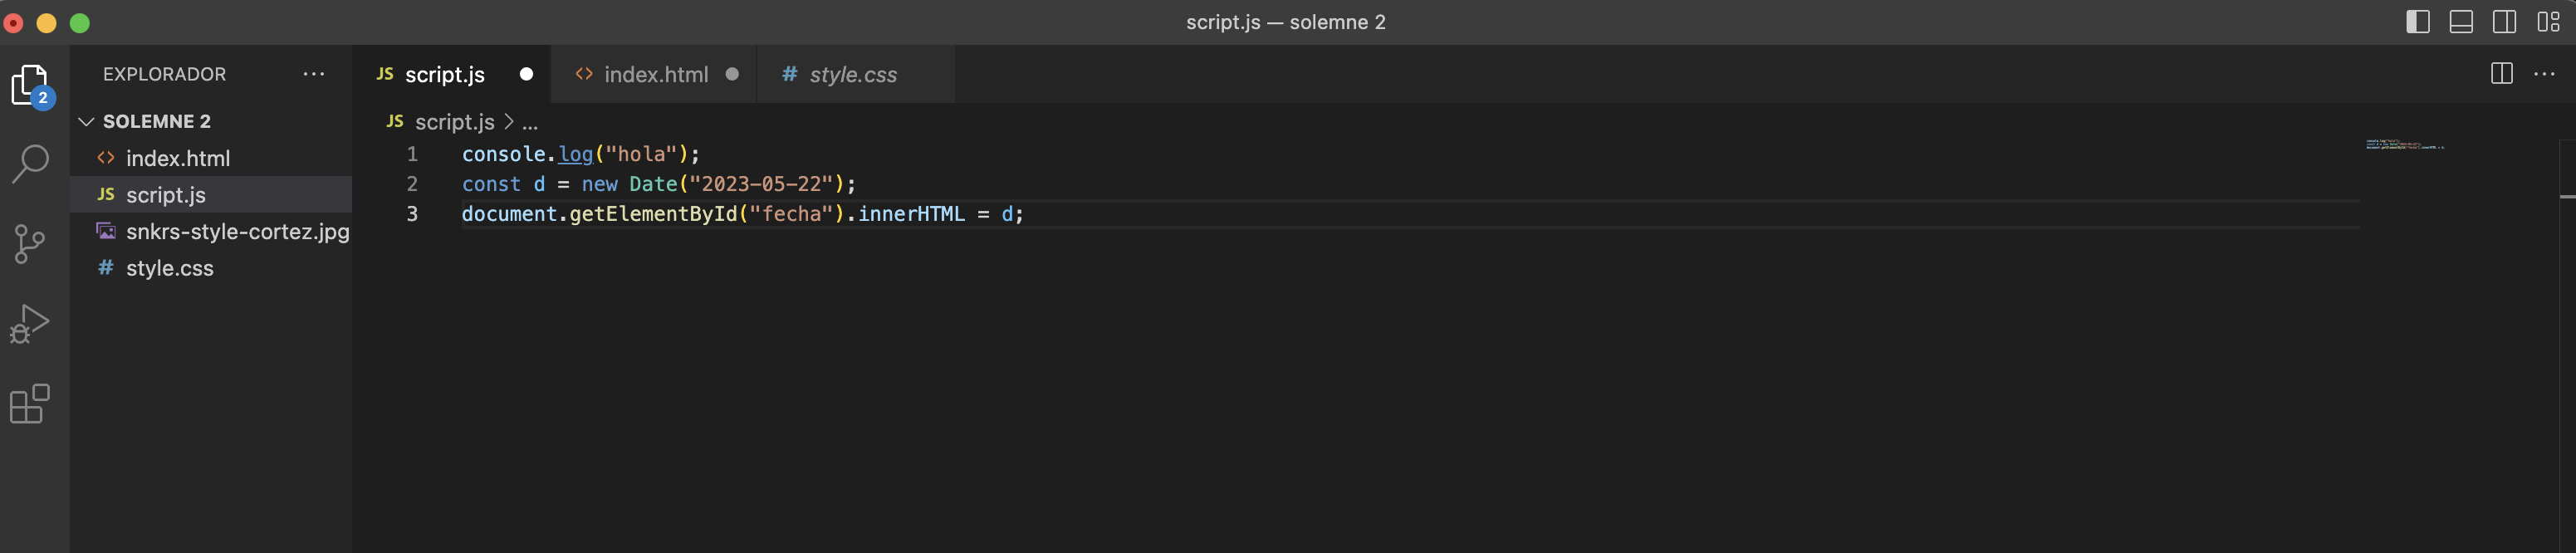 script.js — solemne 2
EXPLORADOR
2
SOLEMNE 2
index.html
JS script.js
snkrs-style-cortez.jpg
# style.css
JS script.js
index.html
# style.css
JS script.js > ...
1 console.log("hola");
2 const d = new Date("2023-05-22");
3 document.getElementById("fecha").innerHTML = d;